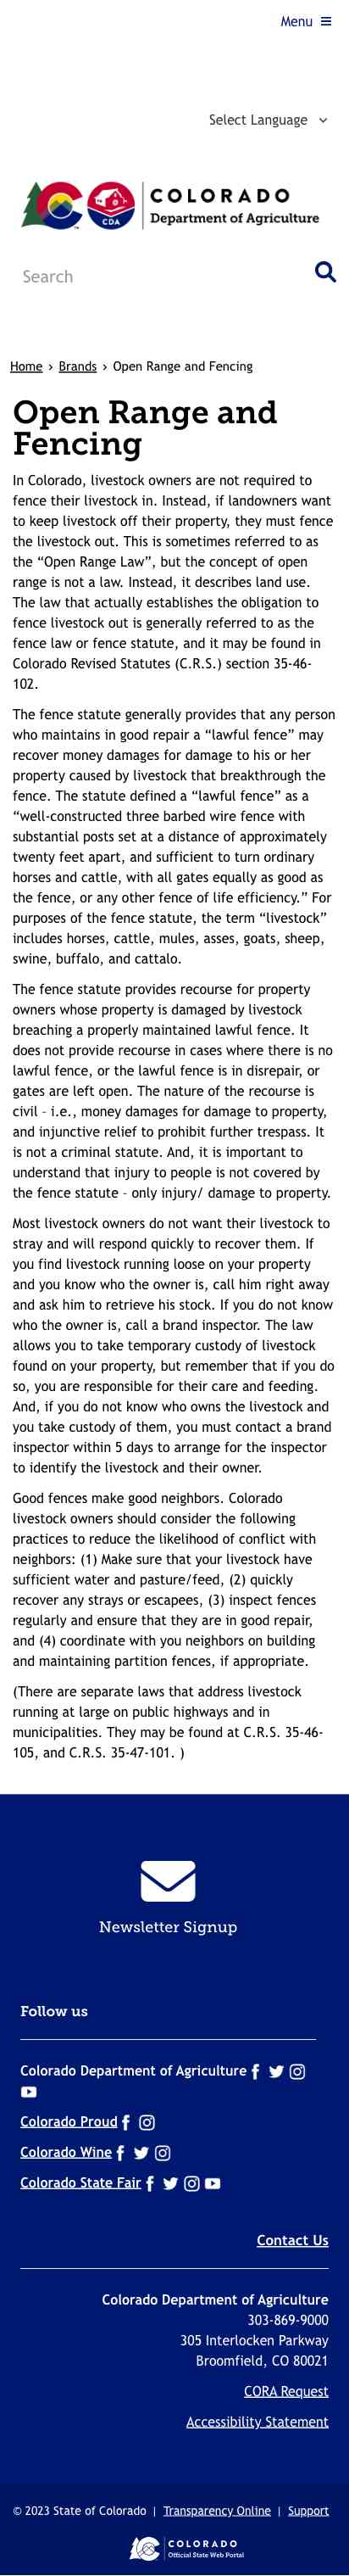 Menu
Select Language
COLORADO
Department of Agriculture
CDA
TM
Search
Home › Brands › Open Range and Fencing
Open Range and
Fencing
In Colorado, livestock owners are not required to
fence their livestock in. Instead, if landowners want
to keep livestock off their property, they must fence
the livestock out. This is sometimes referred to as
the “Open Range Law”, but the concept of open
range is not a law. Instead, it describes land use.
The law that actually establishes the obligation to
fence livestock out is generally referred to as the
fence law or fence statute, and it may be found in
Colorado Revised Statutes (C.R.S.) section 35-46-
102.
The fence statute generally provides that any person
who maintains in good repair a “lawful fence” may
recover money damages for damage to his or her
property caused by livestock that breakthrough the
fence. The statute defined a “lawful fence” as a
“well-constructed three barbed wire fence with
substantial posts set at a distance of approximately
twenty feet apart, and sufficient to turn ordinary
horses and cattle, with all gates equally as good as
the fence, or any other fence of life efficiency.” For
purposes of the fence statute, the term “livestock”
includes horses, cattle, mules, asses, goats, sheep,
swine, buffalo, and cattalo.
The fence statute provides recourse for property
owners whose property is damaged by livestock
breaching a properly maintained lawful fence. It
does not provide recourse in cases where there is no
lawful fence, or the lawful fence is in disrepair, or
gates are left open. The nature of the recourse is
civil - i.e., money damages for damage to property,
and injunctive relief to prohibit further trespass. It
is not a criminal statute. And, it is important to
understand that injury to people is not covered by
the fence statute - only injury/ damage to property.
Most livestock owners do not want their livestock to
stray and will respond quickly to recover them. If
you find livestock running loose on your property
and you know who the owner is, call him right away
and ask him to retrieve his stock. If you do not know
who the owner is, call a brand inspector. The law
allows you to take temporary custody of livestock
found on your property, but remember that if you do
so, you are responsible for their care and feeding.
And, if you do not know who owns the livestock and
you take custody of them, you must contact a brand
inspector within 5 days to arrange for the inspector
to identify the livestock and their owner.
Good fences make good neighbors. Colorado
livestock owners should consider the following
practices to reduce the likelihood of conflict with
neighbors: (1) Make sure that your livestock have
sufficient water and pasture/feed, (2) quickly
recover any strays or escapees, (3) inspect fences
regularly and ensure that they are in good repair,
and (4) coordinate with you neighbors on building
and maintaining partition fences, if appropriate.
(There are separate laws that address livestock
running at large on public highways and in
municipalities. They may be found at C.R.S. 35-46-
105, and C.R.S. 35-47-101. )
Newsletter Signup
Follow us
Colorado Department of Agriculture
Colorado Proud
Colorado Wine
Colorado State Fair
Contact Us
Colorado Department of Agriculture
303-869-9000
305 Interlocken Parkway
Broomfield, CO 80021
CORA Request
Accessibility Statement
© 2023 State of Colorado | Transparency Online | Support
COLORADO
Official State Web Portal